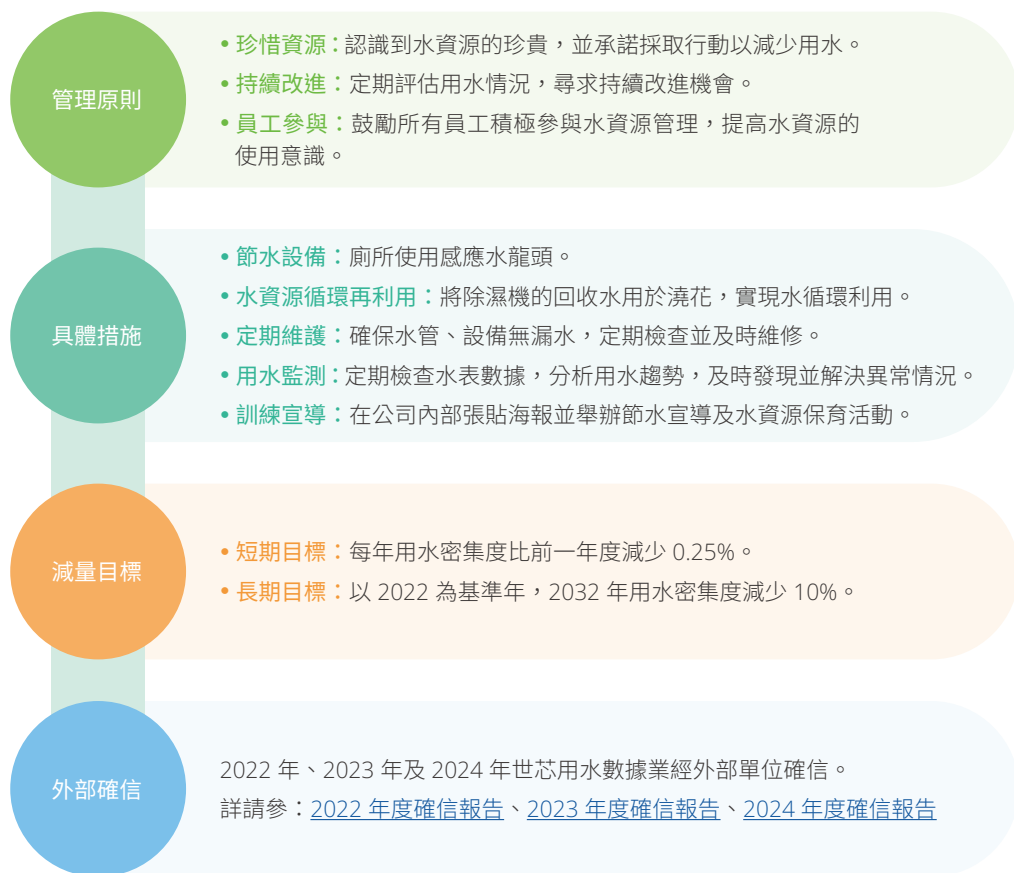 管理原則
• 珍惜資源：認識到水資源的珍貴，並承諾採取行動以減少用水。
• 持續改進：定期評估用水情況，尋求持續改進機會。
• 員工參與：鼓勵所有員工積極參與水資源管理，提高水資源的
使用意識。
具體措施
• 節水設備：廁所使用感應水龍頭。
• 水資源循環再利用：將除濕機的回收水用於澆花，實現水循環利用。
• 定期維護：確保水管、設備無漏水，定期檢查並及時維修。
• 用水監測：定期檢查水表數據，分析用水趨勢，及時發現並解決異常情況。
• 訓練宣導：在公司內部張貼海報並舉辦節水宣導及水資源保育活動。
減量目標
• 短期目標：每年用水密集度比前一年度減少 0.25%。
• 長期目標：以 2022 為基準年，2032 年用水密集度減少 10%。
外部確信
2022 年、2023 年及 2024 年世芯用水數據業經外部單位確信。
詳請參：2022 年度確信報告、2023 年度確信報告、2024 年度確信報告